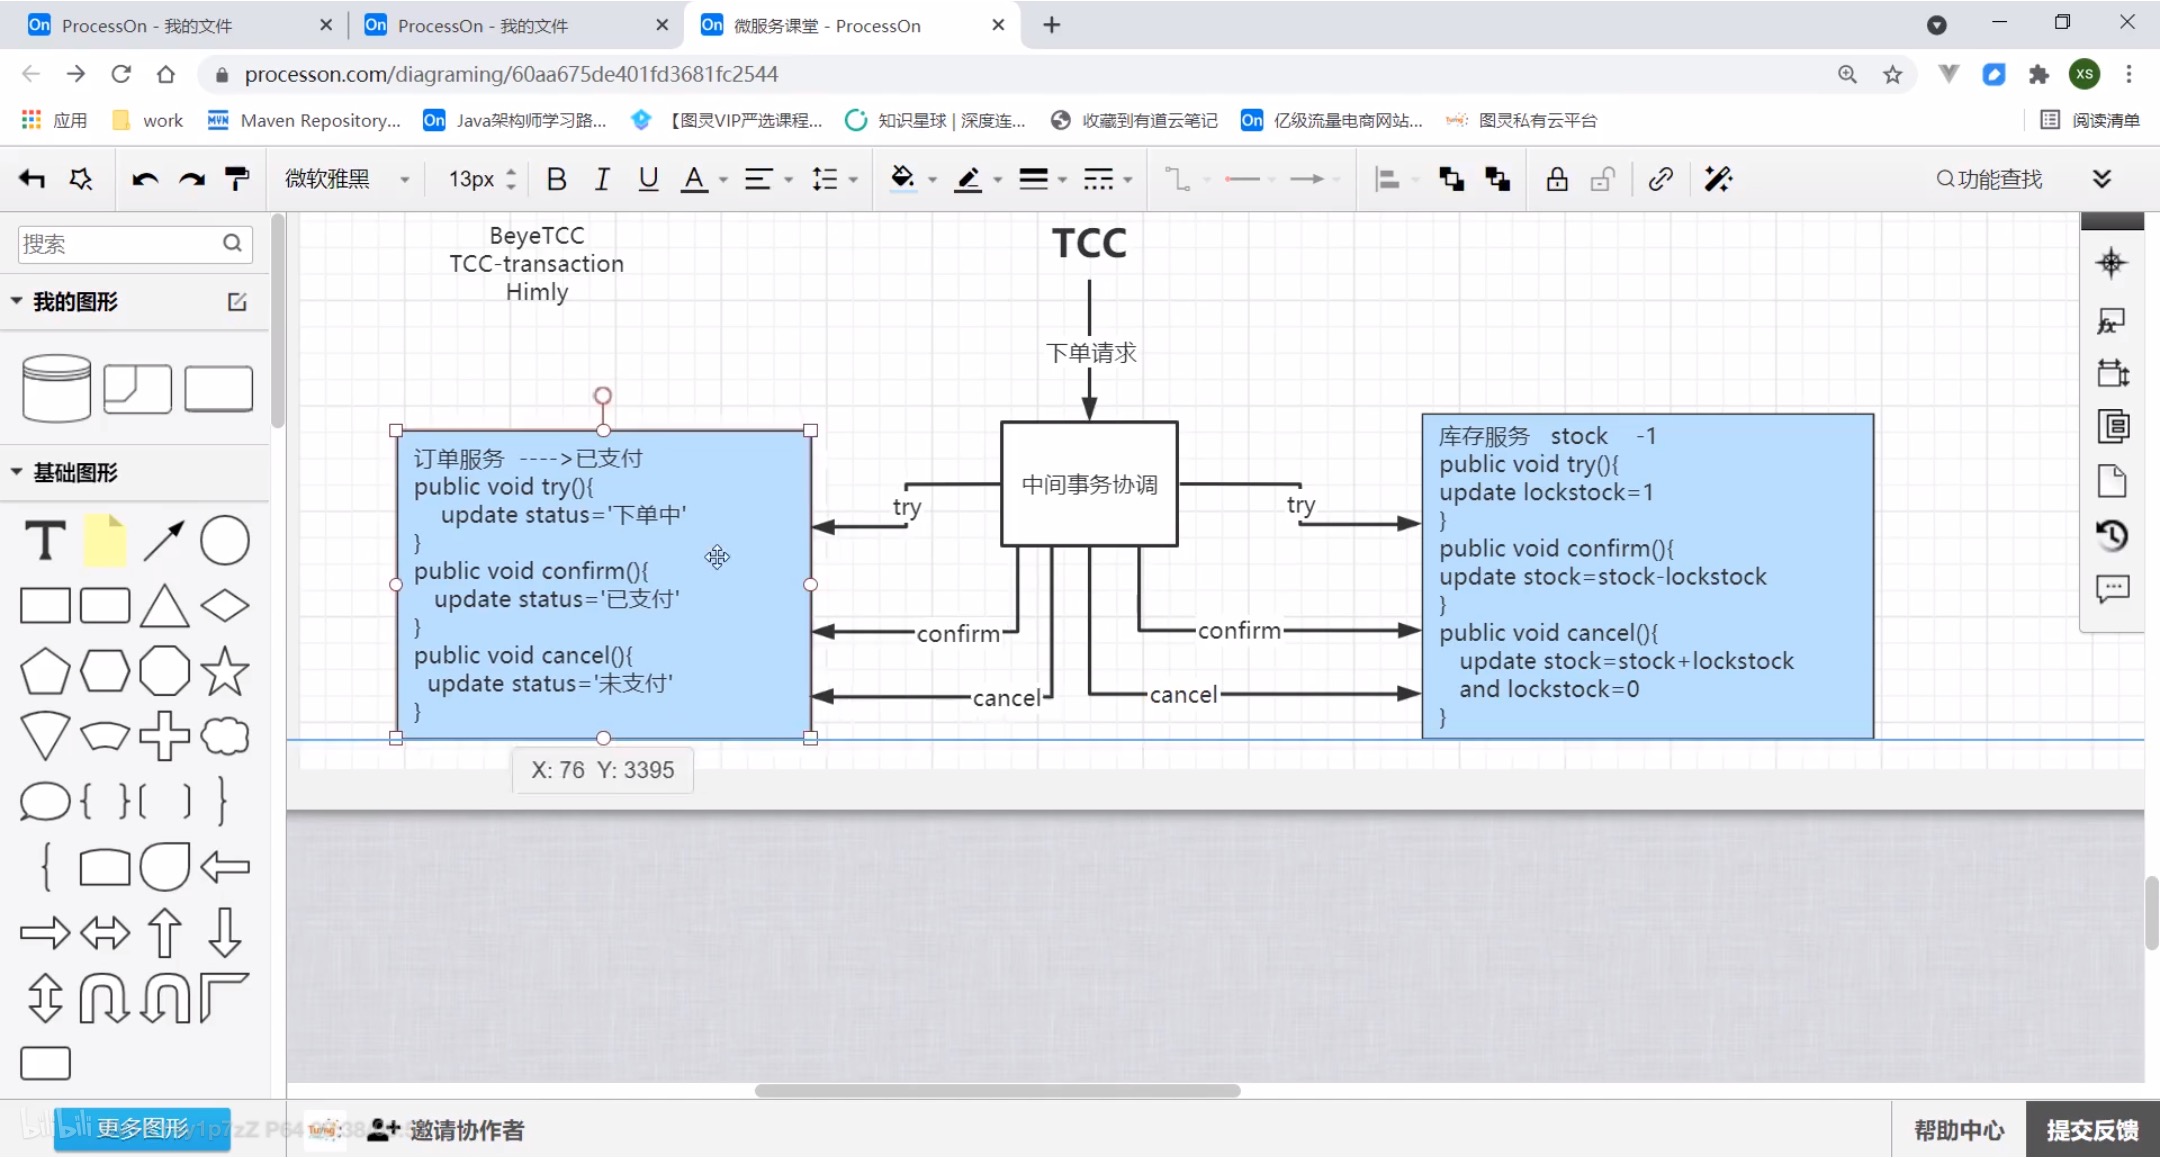 ProcessOn - 我的文件
ProcessOn - 我的文件
微服务课堂 - ProcessOn
processon.com/diagraming/60aa675de401fd3681fc2544
XS
应用
work
Maven Repository...
Java架构师学习路...
【图灵VIP严选课程...
知识星球 | 深度连...
收藏到有道云笔记
亿级流量电商网站...
图灵私有云平台
阅读清单
微软雅黑
13px
B I U A
功能查找
搜索
我的图形
基础图形
T
BeyeTCC
TCC-transaction
Himly
TCC
下单请求
订单服务 ---->已支付
public void try(){
update status='下单中'
}
public void confirm(){
update status='已支付'
}
public void cancel(){
update status='未支付'
}
中间事务协调
try
try
confirm
confirm
cancel
cancel
库存服务 stock -1
public void try(){
update lockstock=1
}
public void confirm(){
update stock=stock-lockstock
}
public void cancel(){
update stock=stock+lockstock
and lockstock=0
}
X: 76 Y: 3395
更多图形
邀请协作者
帮助中心
提交反馈
bilibili